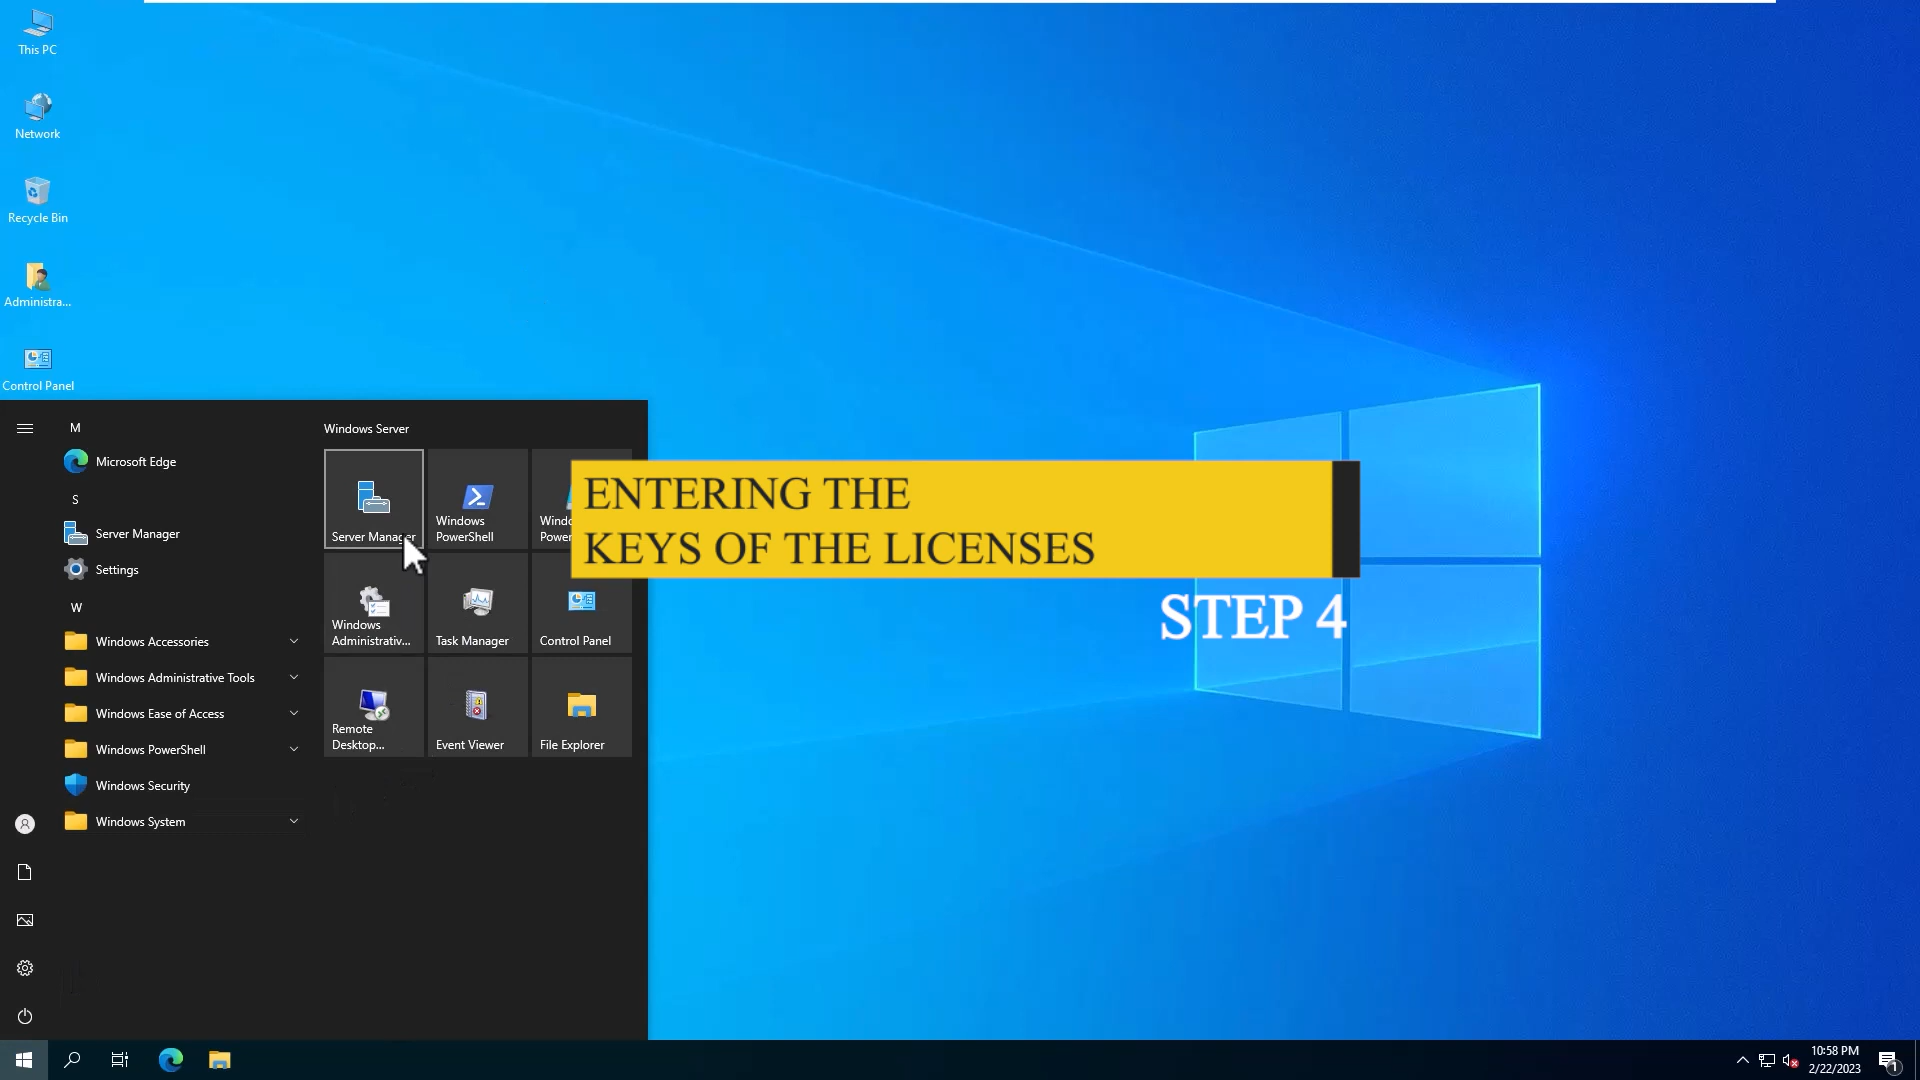 This PC
Network
Recycle Bin
Administra...
Control Panel
M
Microsoft Edge
S
Server Manager
Settings
W
Windows Accessories
Windows Administrative Tools
Windows Ease of Access
Windows PowerShell
Windows Security
Windows System
Windows Server
Server Manager
Windows
PowerShell
Windo
Power
Windows
Administrativ...
Task Manager
Control Panel
Remote
Desktop...
Event Viewer
File Explorer
ENTERING THE
KEYS OF THE LICENSES
STEP 4
10:58 PM
2/22/2023
1